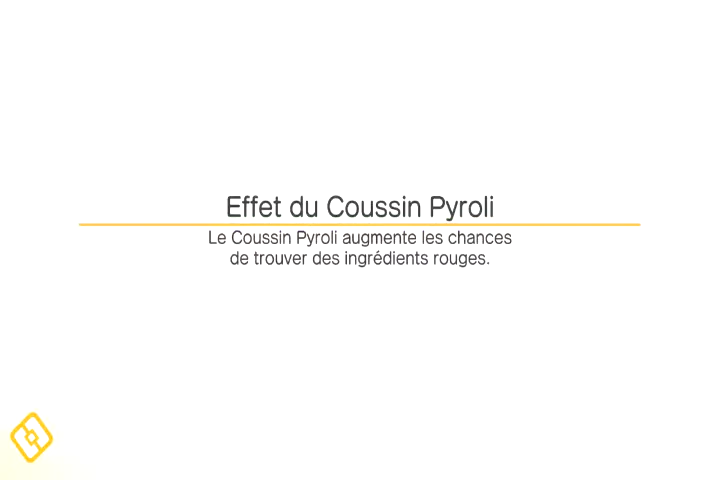 Effet du Coussin Pyroli
Le Coussin Pyroli augmente les chances
de trouver des ingrédients rouges.